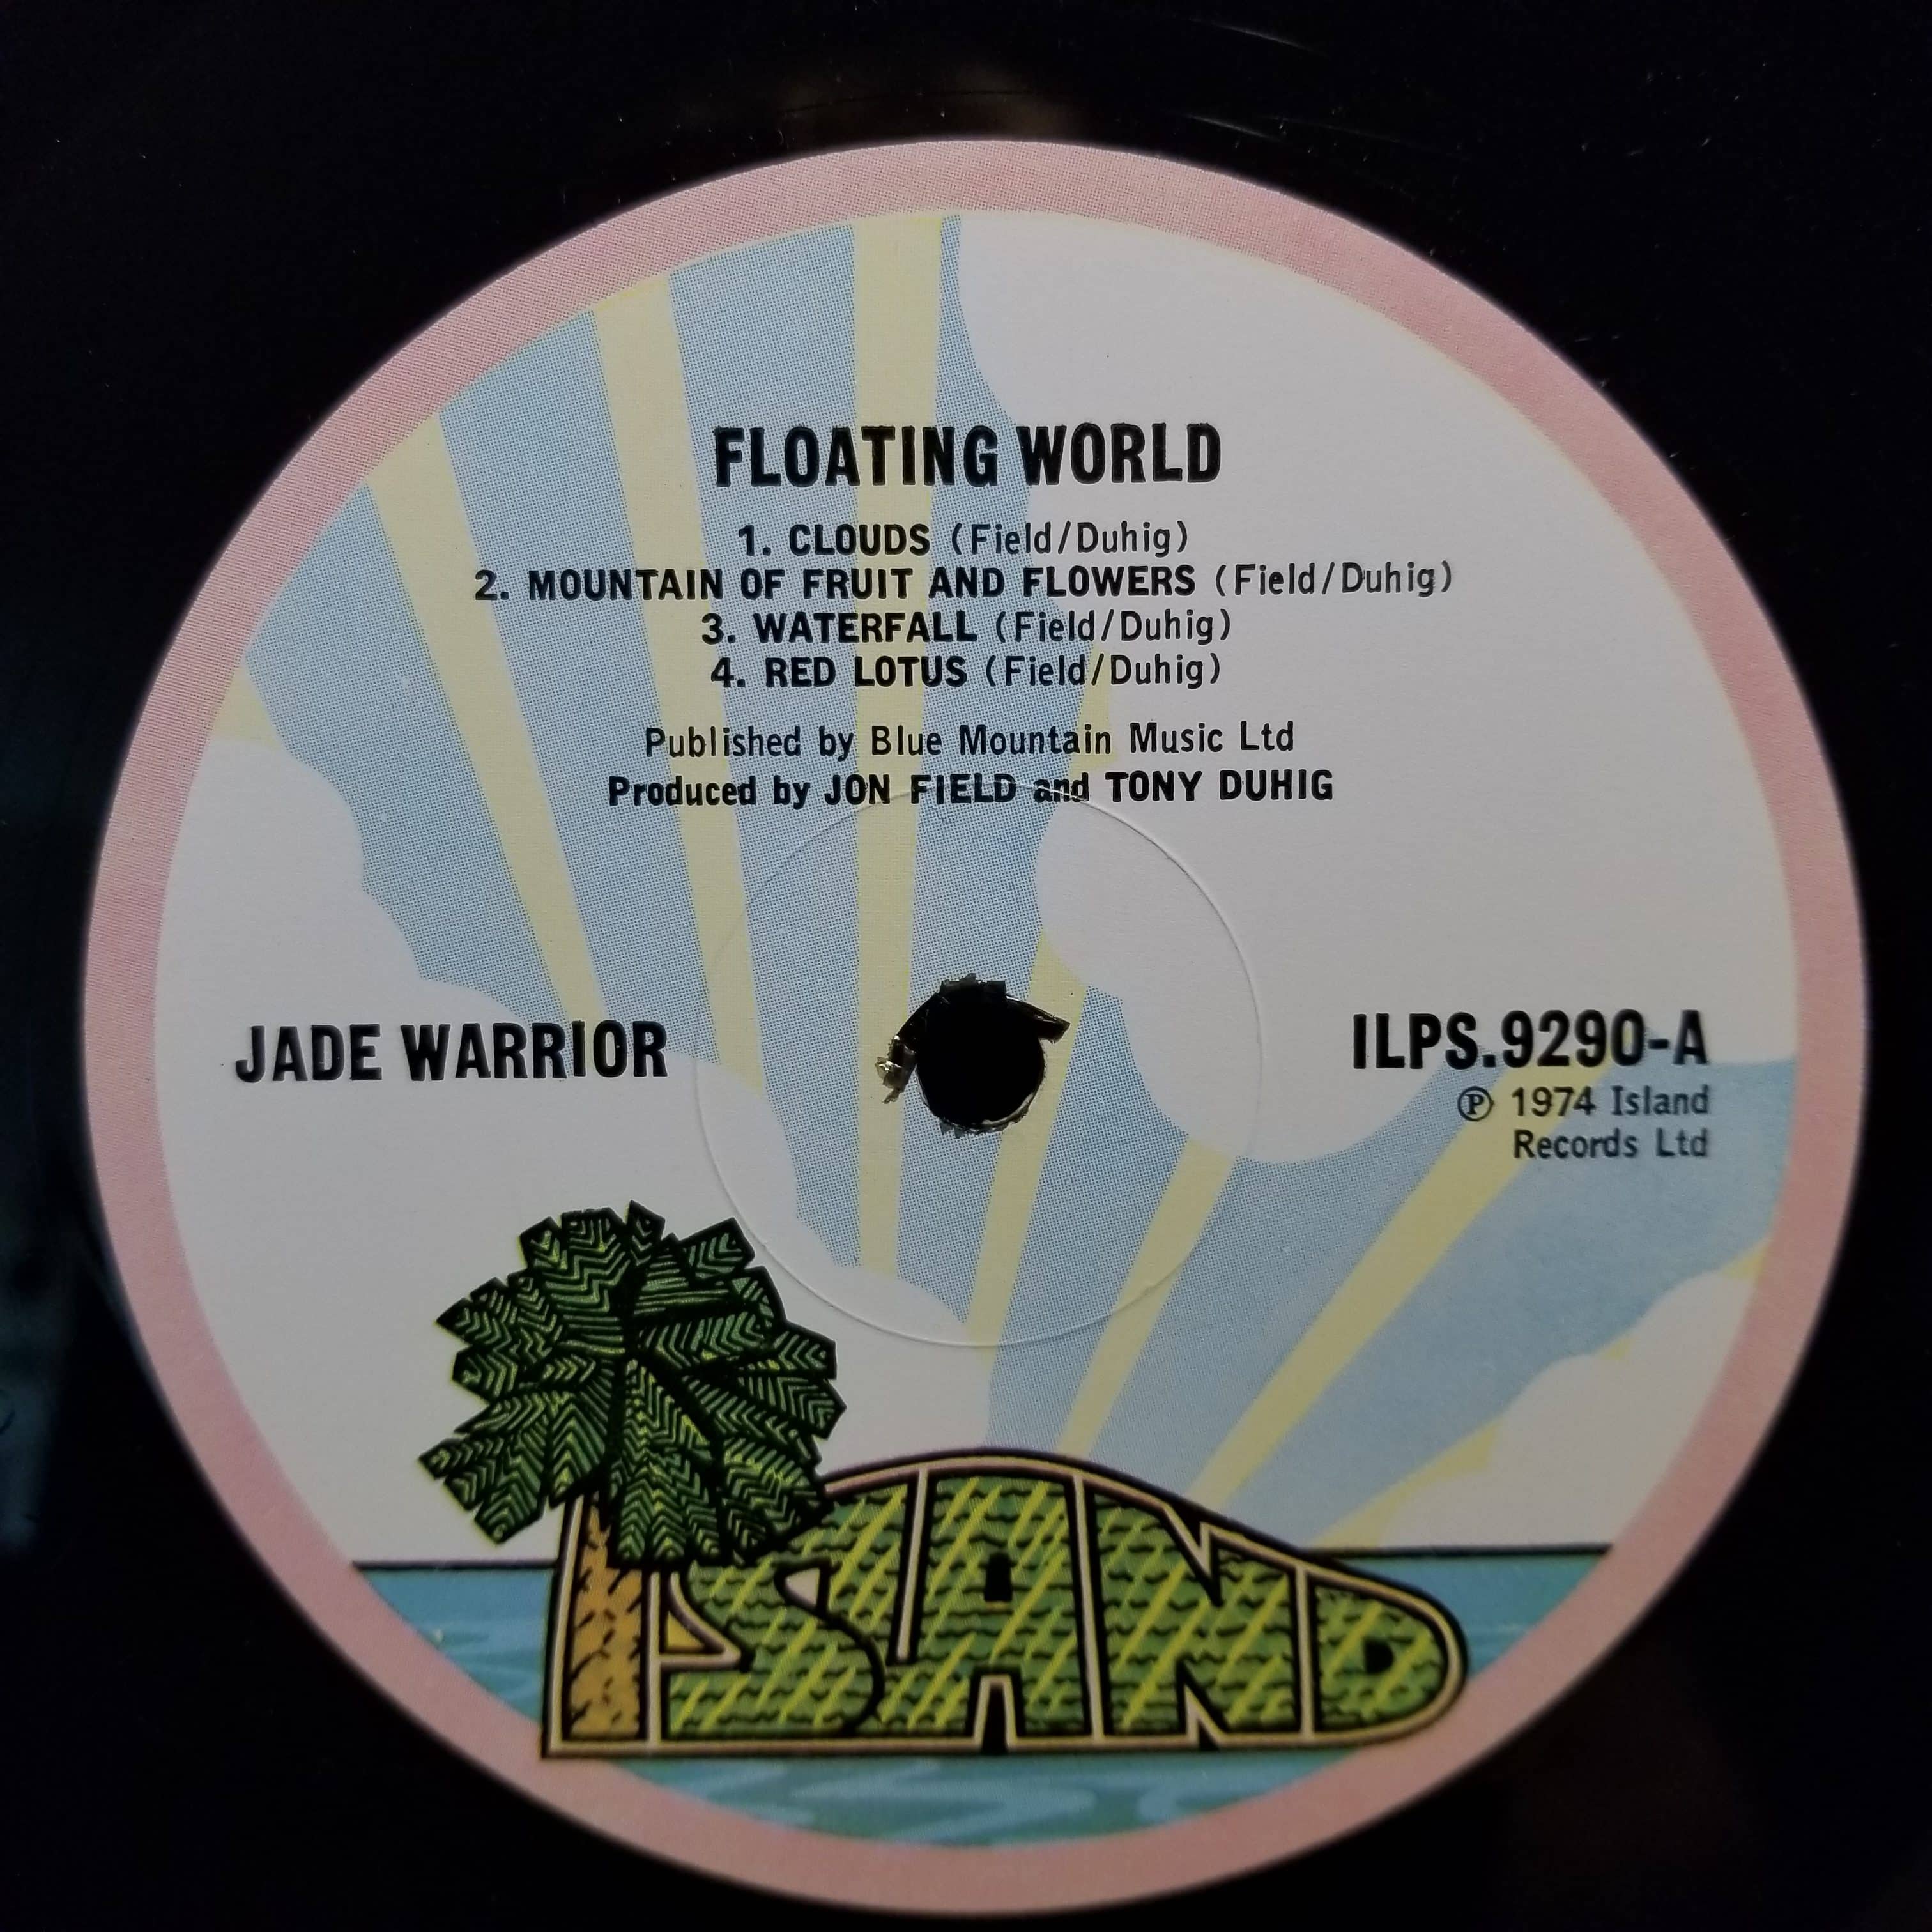 FLOATING WORLD
1. CLOUDS (Field/Duhig)
2. MOUNTAIN OF FRUIT AND FLOWERS (Field/Duhig)
3. WATERFALL (Field/Duhig)
4. RED LOTUS (Field/Duhig)
Published by Blue Mountain Music Ltd
Produced by JON FIELD and TONY DUHIG
JADE WARRIOR
ILPS.9290-A
℗ 1974 Island
Records Ltd
ISLAND